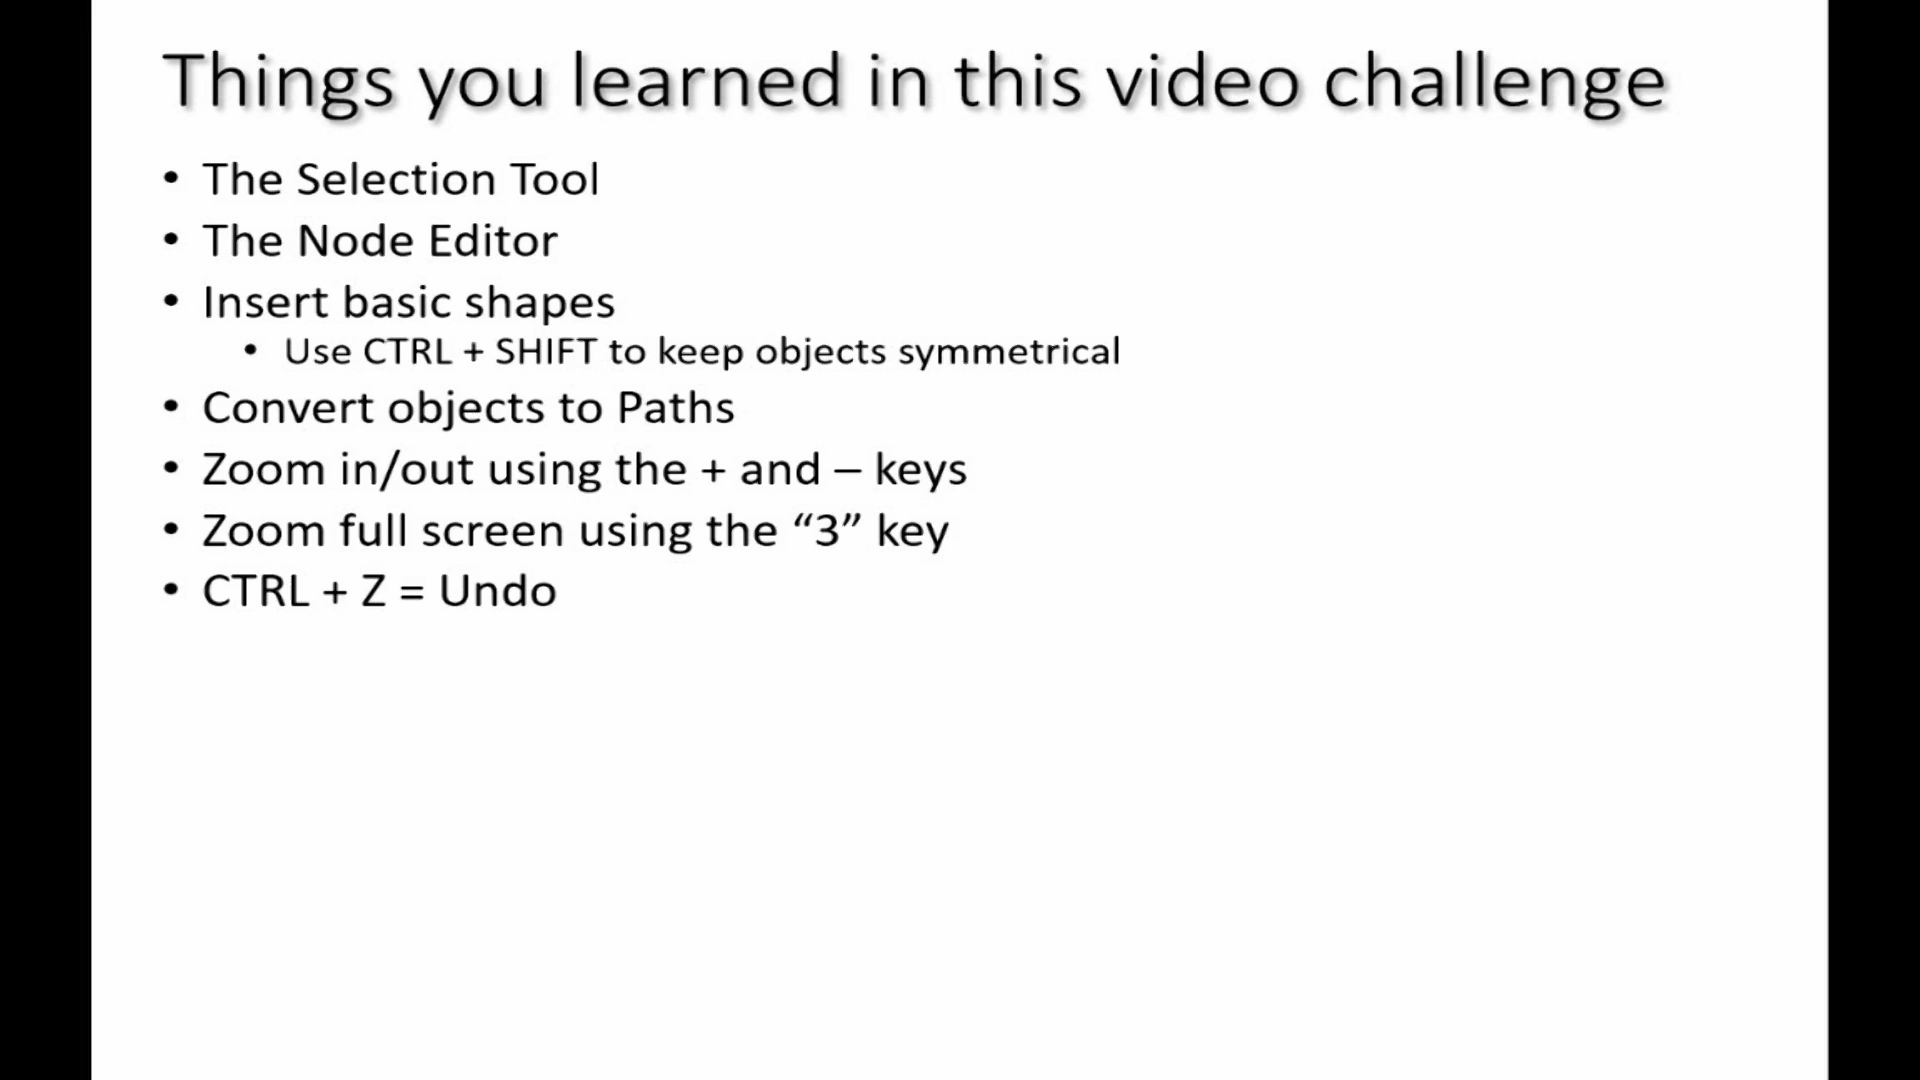 Things you learned in this video challenge
• The Selection Tool
• The Node Editor
• Insert basic shapes
• Use CTRL + SHIFT to keep objects symmetrical
• Convert objects to Paths
• Zoom in/out using the + and – keys
• Zoom full screen using the “3” key
• CTRL + Z = Undo